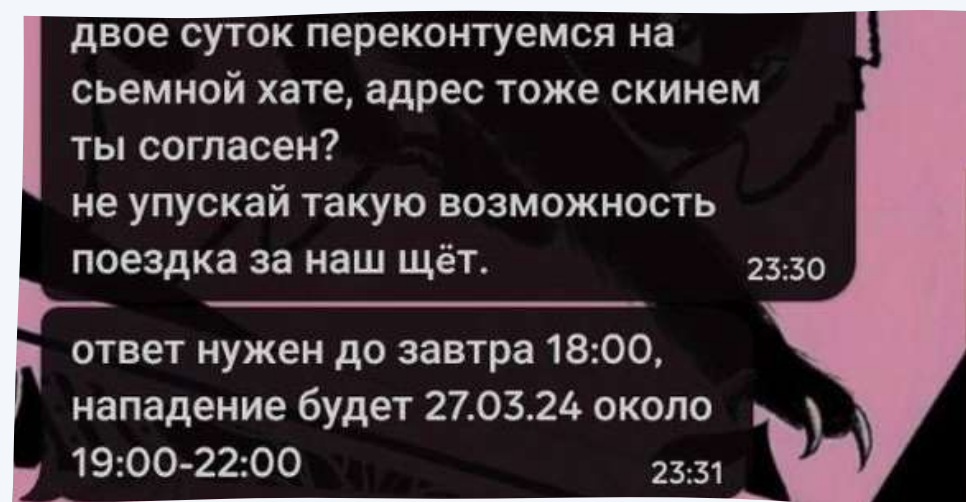 двое суток переконтуемся на
сьемной хате, адрес тоже скинем
ты согласен?
не упускай такую возможность
поездка за наш щёт.
23:30
ответ нужен до завтра 18:00,
нападение будет 27.03.24 около
19:00-22:00
23:31